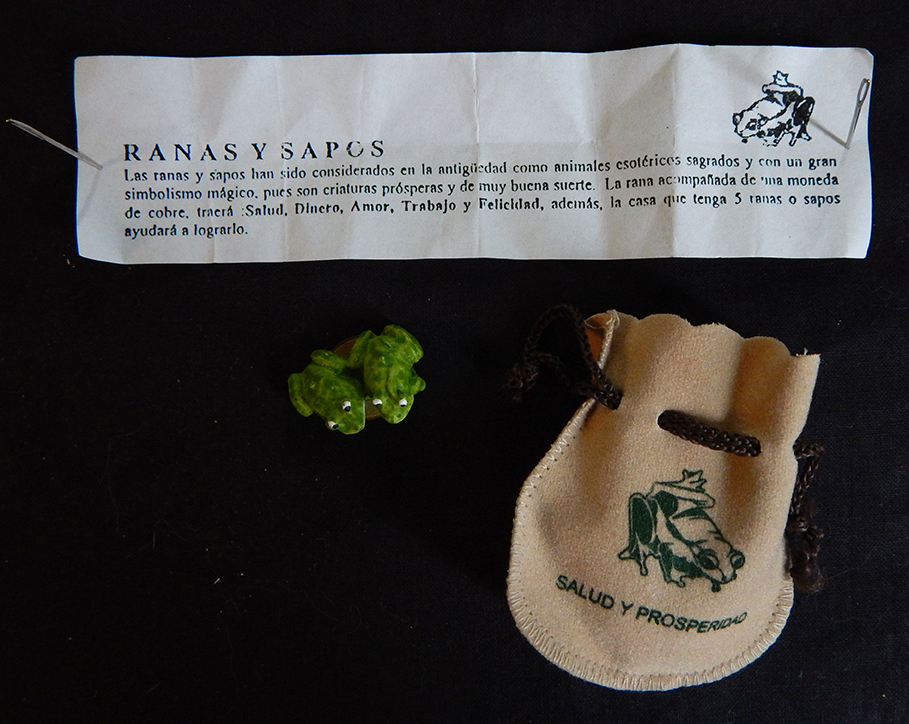 RANAS Y SAPOS
Las ranas y sapos han sido considerados en la antigüedad como animales esotéricos sagrados y con un gran
simbolismo mágico, pues son criaturas prósperas y de muy buena suerte. La rana acompañada de una moneda
de cobre, traerá :Salud, Dinero, Amor, Trabajo y Felicidad, además, la casa que tenga 5 ranas o sapos
ayudará a lograrlo.
SALUD Y PROSPERIDAD